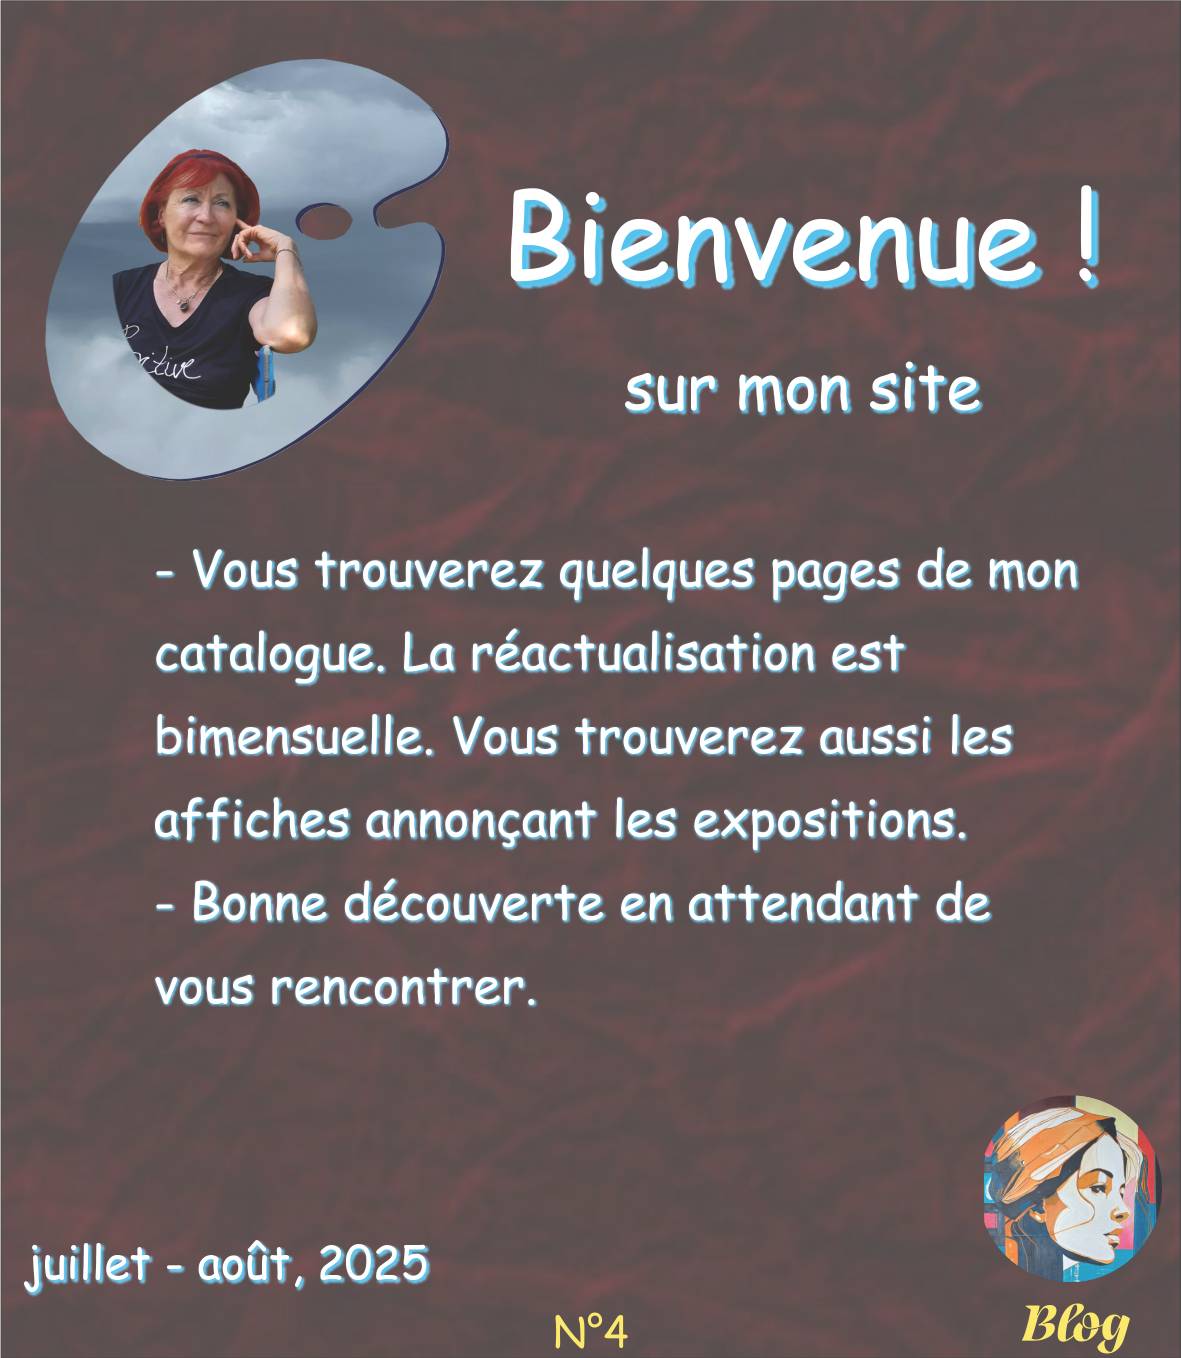 Bienvenue !
sur mon site
- Vous trouverez quelques pages de mon
catalogue. La réactualisation est
bimensuelle. Vous trouverez aussi les
affiches annonçant les expositions.
- Bonne découverte en attendant de
vous rencontrer.
juillet - août, 2025
N°4
Blog